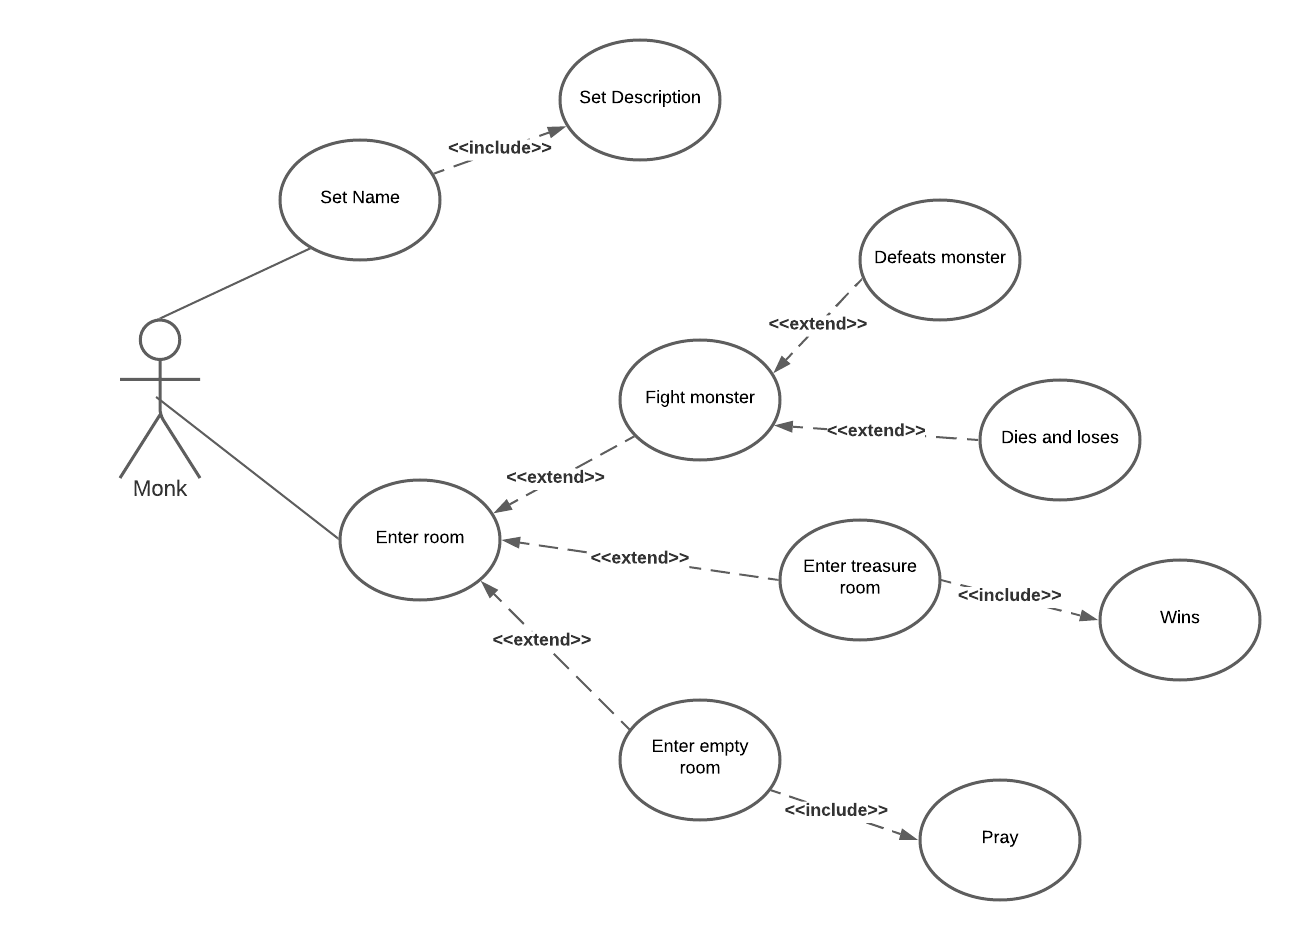 Set Description
<<include>>
Set Name
Defeats monster
<<extend>>
Fight monster
<<extend>>
Dies and loses
<<extend>>
Monk
Enter room
<<extend>>
Enter treasure
room
<<include>>
Wins
<<extend>>
Enter empty
room
<<include>>
Pray